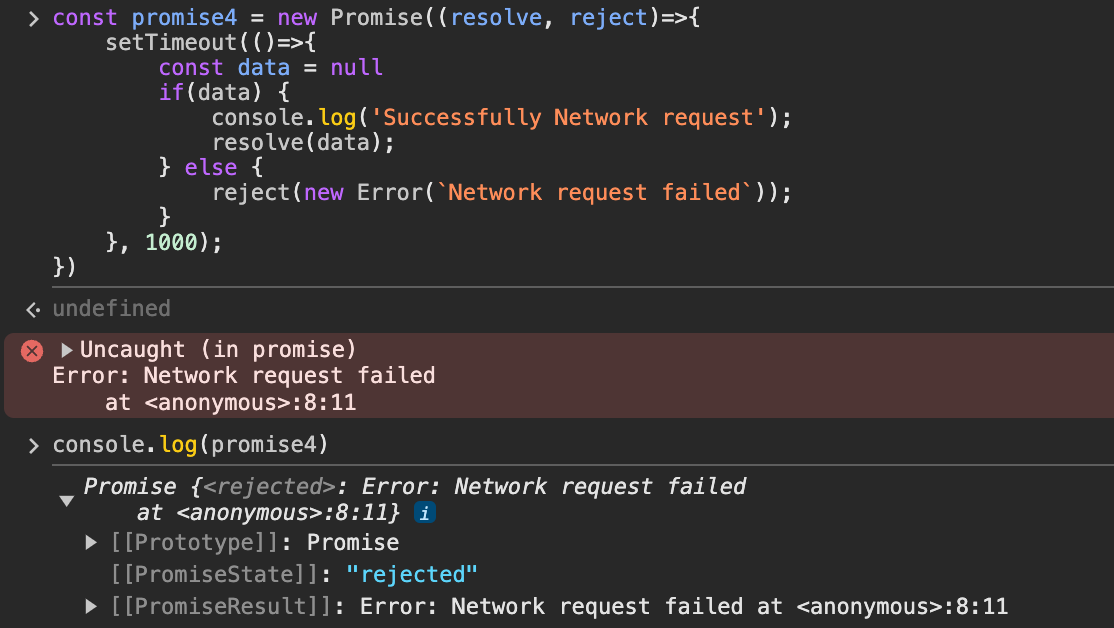 const promise4 = new Promise((resolve, reject)=>{
    setTimeout(()=>{
        const data = null
        if(data) {
            console.log('Successfully Network request');
            resolve(data);
        } else {
            reject(new Error(`Network request failed`));
        }
    }, 1000);
})
undefined
Uncaught (in promise)
Error: Network request failed
    at <anonymous>:8:11
console.log(promise4)
Promise {<rejected>: Error: Network request failed
    at <anonymous>:8:11} i
[[Prototype]]: Promise
[[PromiseState]]: "rejected"
[[PromiseResult]]: Error: Network request failed at <anonymous>:8:11